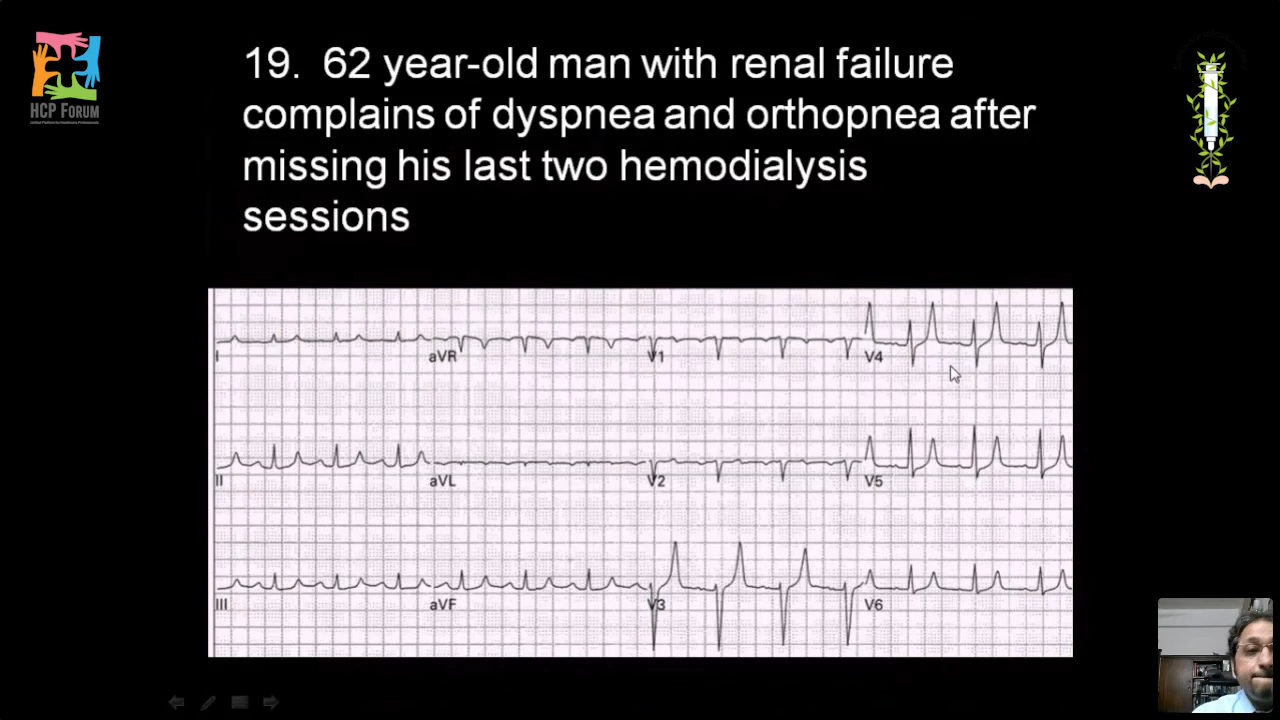 19. 62 year-old man with renal failure
complains of dyspnea and orthopnea after
missing his last two hemodialysis
sessions
HCP FORUM
I
aVR
V1
V4
II
aVL
V2
V5
III
aVF
V3
V6